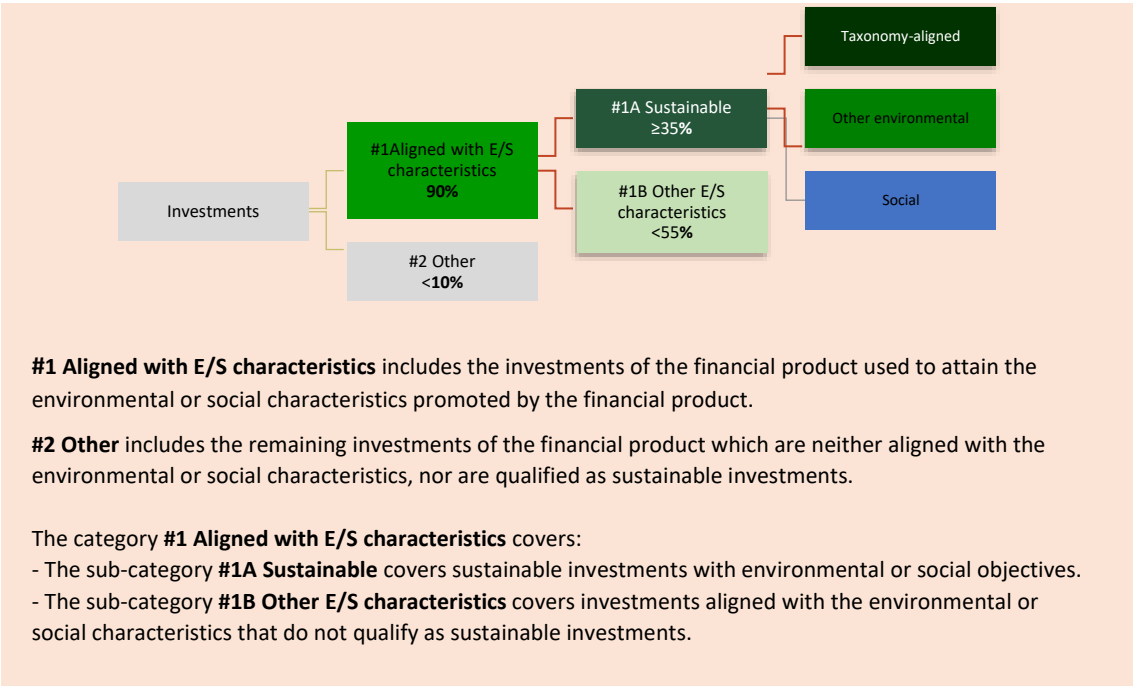 Taxonomy-aligned
#1A Sustainable
≥35%
Other environmental
#1Aligned with E/S
characteristics
90%
#1B Other E/S
characteristics
<55%
Social
Investments
#2 Other
<10%
#1 Aligned with E/S characteristics includes the investments of the financial product used to attain the
environmental or social characteristics promoted by the financial product.
#2 Other includes the remaining investments of the financial product which are neither aligned with the
environmental or social characteristics, nor are qualified as sustainable investments.
The category #1 Aligned with E/S characteristics covers:
- The sub-category #1A Sustainable covers sustainable investments with environmental or social objectives.
- The sub-category #1B Other E/S characteristics covers investments aligned with the environmental or
social characteristics that do not qualify as sustainable investments.